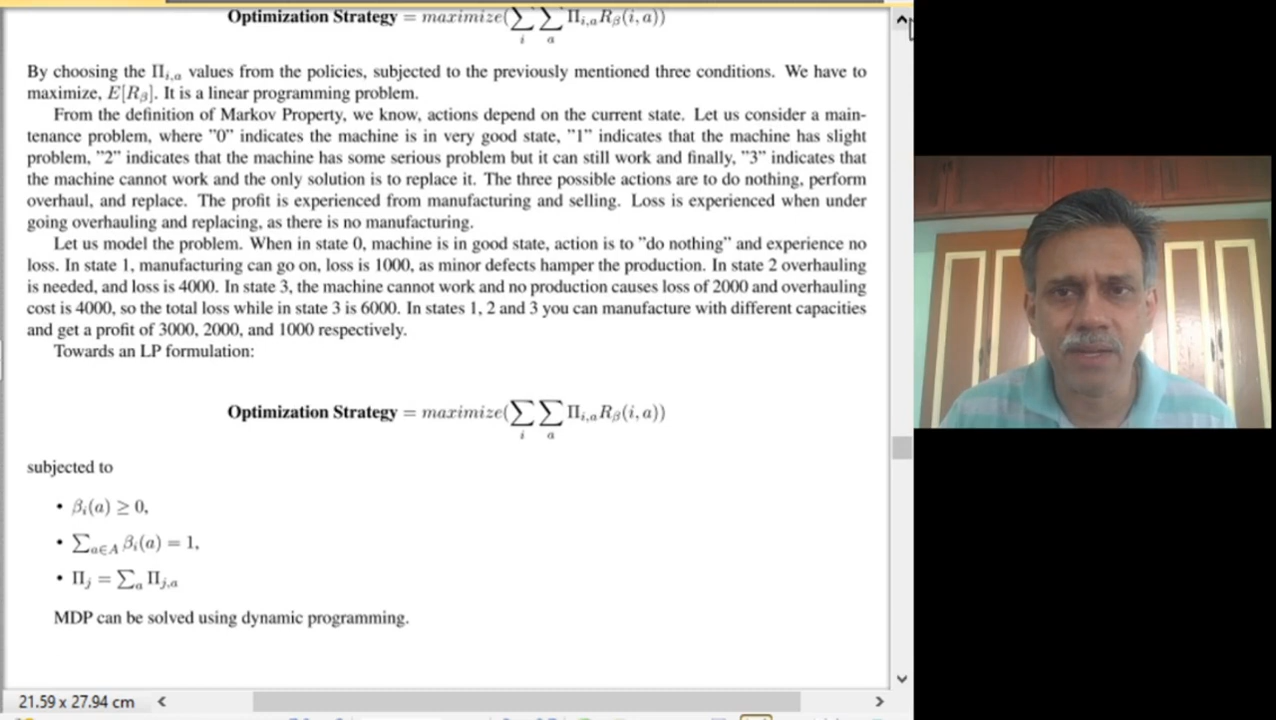 Optimization Strategy = maximize(∑∑Π_{i,a}R_β(i,a))
i a
By choosing the Π_{i,a} values from the policies, subjected to the previously mentioned three conditions. We have to
maximize, E[R_β]. It is a linear programming problem.
From the definition of Markov Property, we know, actions depend on the current state. Let us consider a main-
tenance problem, where "0" indicates the machine is in very good state, "1" indicates that the machine has slight
problem, "2" indicates that the machine has some serious problem but it can still work and finally, "3" indicates that
the machine cannot work and the only solution is to replace it. The three possible actions are to do nothing, perform
overhaul, and replace. The profit is experienced from manufacturing and selling. Loss is experienced when under
going overhauling and replacing, as there is no manufacturing.
Let us model the problem. When in state 0, machine is in good state, action is to "do nothing" and experience no
loss. In state 1, manufacturing can go on, loss is 1000, as minor defects hamper the production. In state 2 overhauling
is needed, and loss is 4000. In state 3, the machine cannot work and no production causes loss of 2000 and overhauling
cost is 4000, so the total loss while in state 3 is 6000. In states 1, 2 and 3 you can manufacture with different capacities
and get a profit of 3000, 2000, and 1000 respectively.
Towards an LP formulation:
Optimization Strategy = maximize(∑∑Π_{i,a}R_β(i,a))
i a
subjected to
• β_i(a) ≥ 0,
• ∑_{a∈A} β_i(a) = 1,
• Π_j = ∑_a Π_{j,a}
MDP can be solved using dynamic programming.
21.59 x 27.94 cm